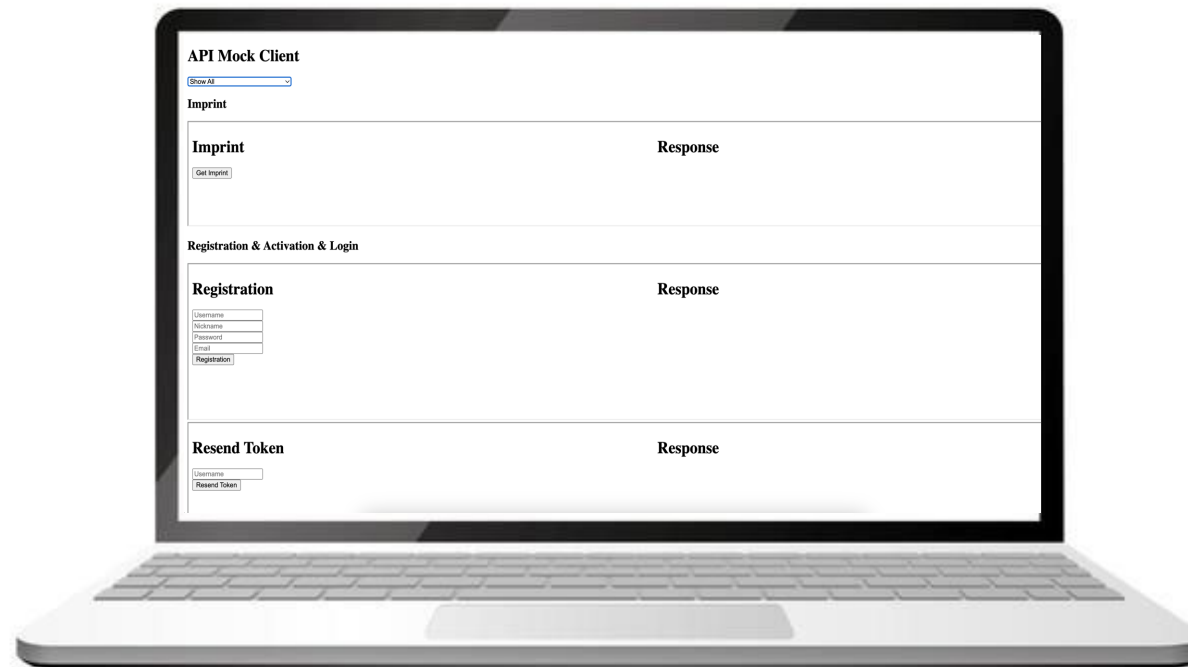 API Mock Client
Show All
Imprint
Imprint
Response
Get Imprint
Registration & Activation & Login
Registration
Response
Username
Nickname
Password
Email
Registration
Resend Token
Response
Username
Resend Token